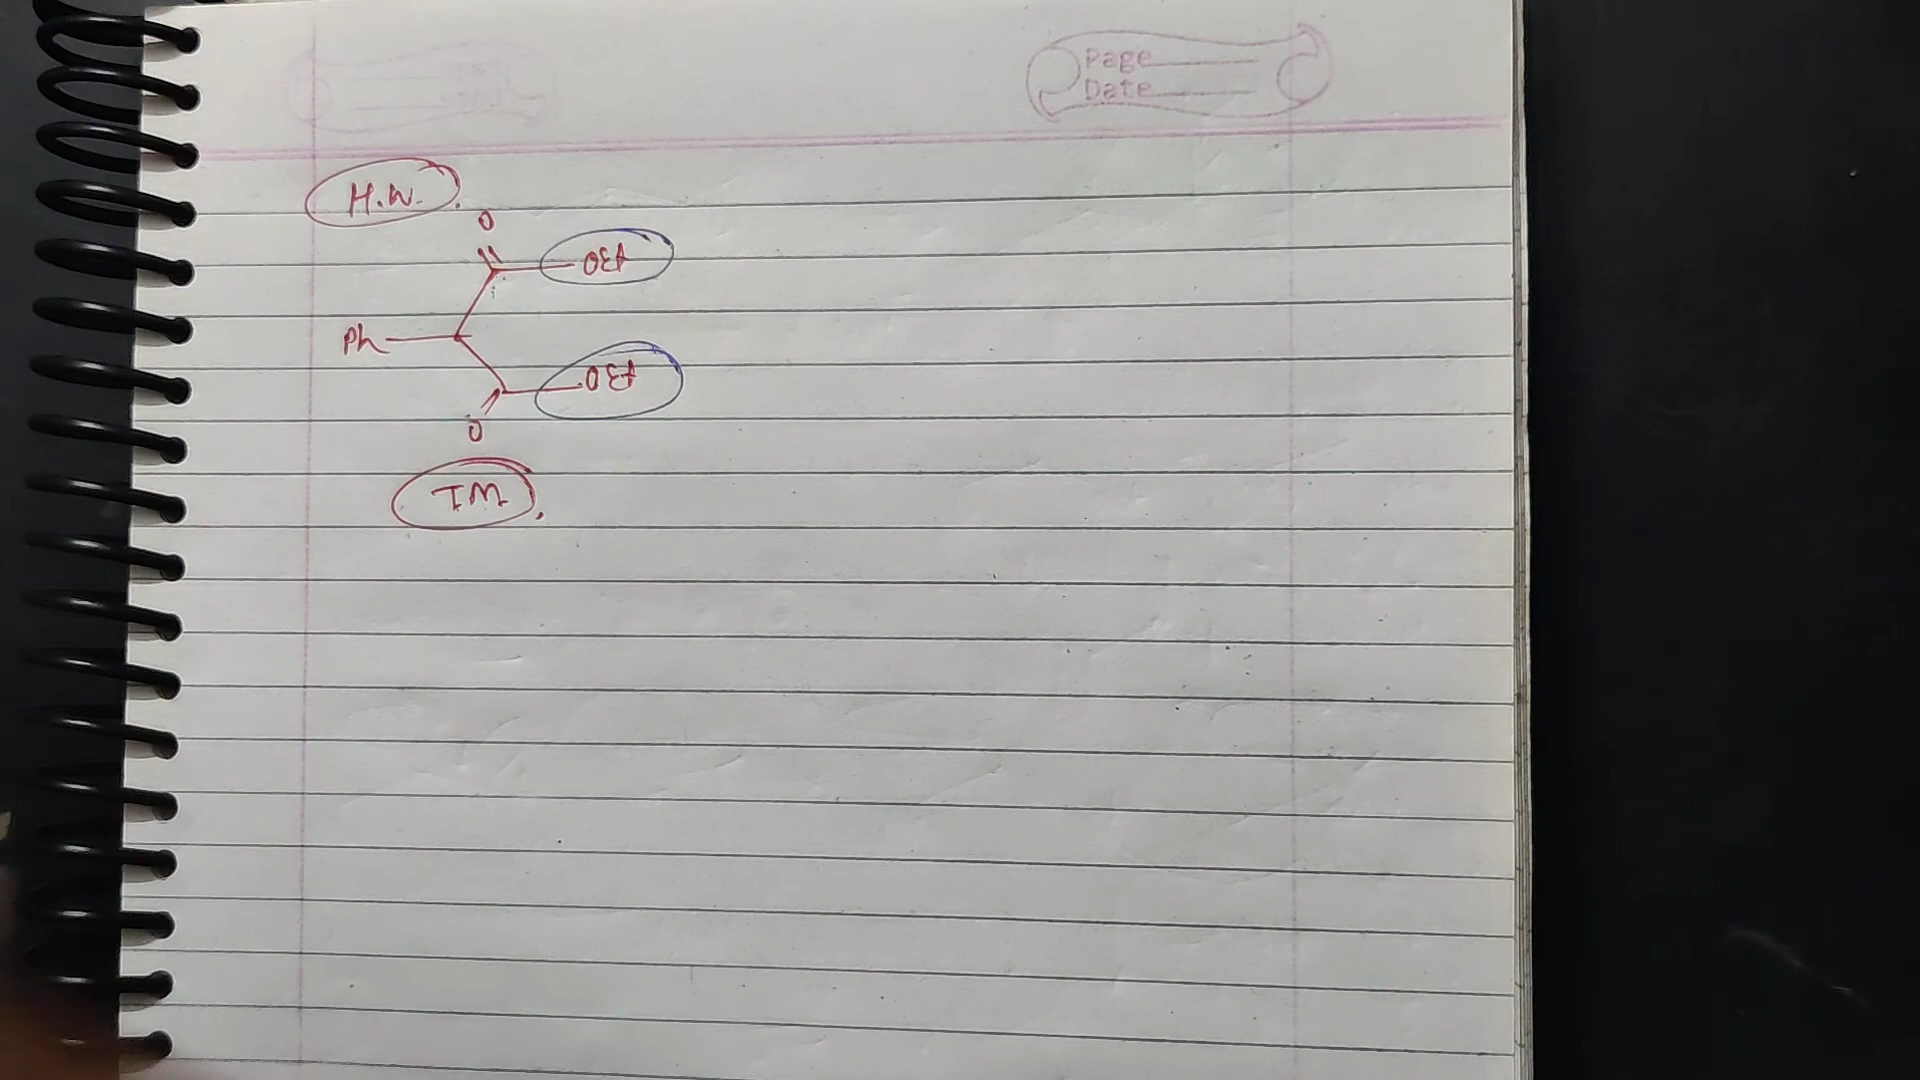 Page
Date
H.W.
O
OEt
Ph
OEt
O
TM